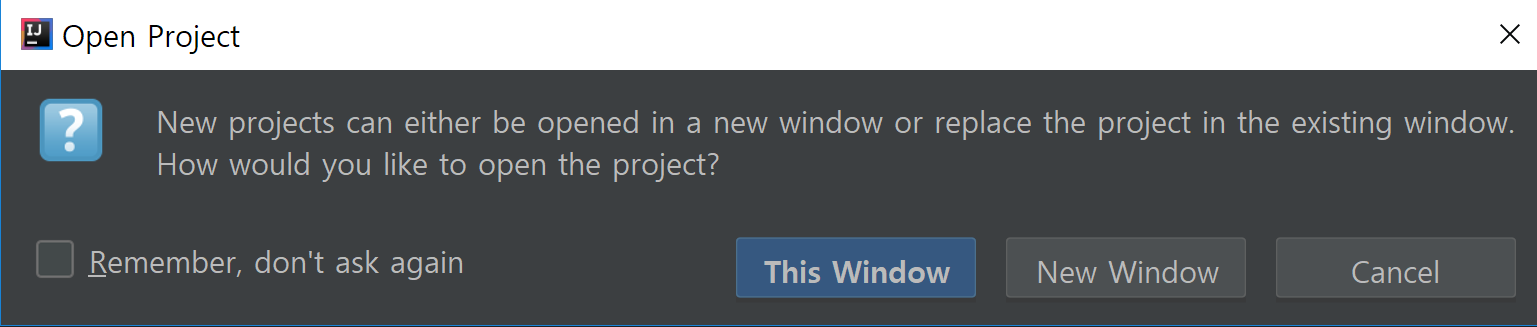 IJ
Open Project
New projects can either be opened in a new window or replace the project in the existing window.
How would you like to open the project?
Remember, don't ask again
This Window
New Window
Cancel